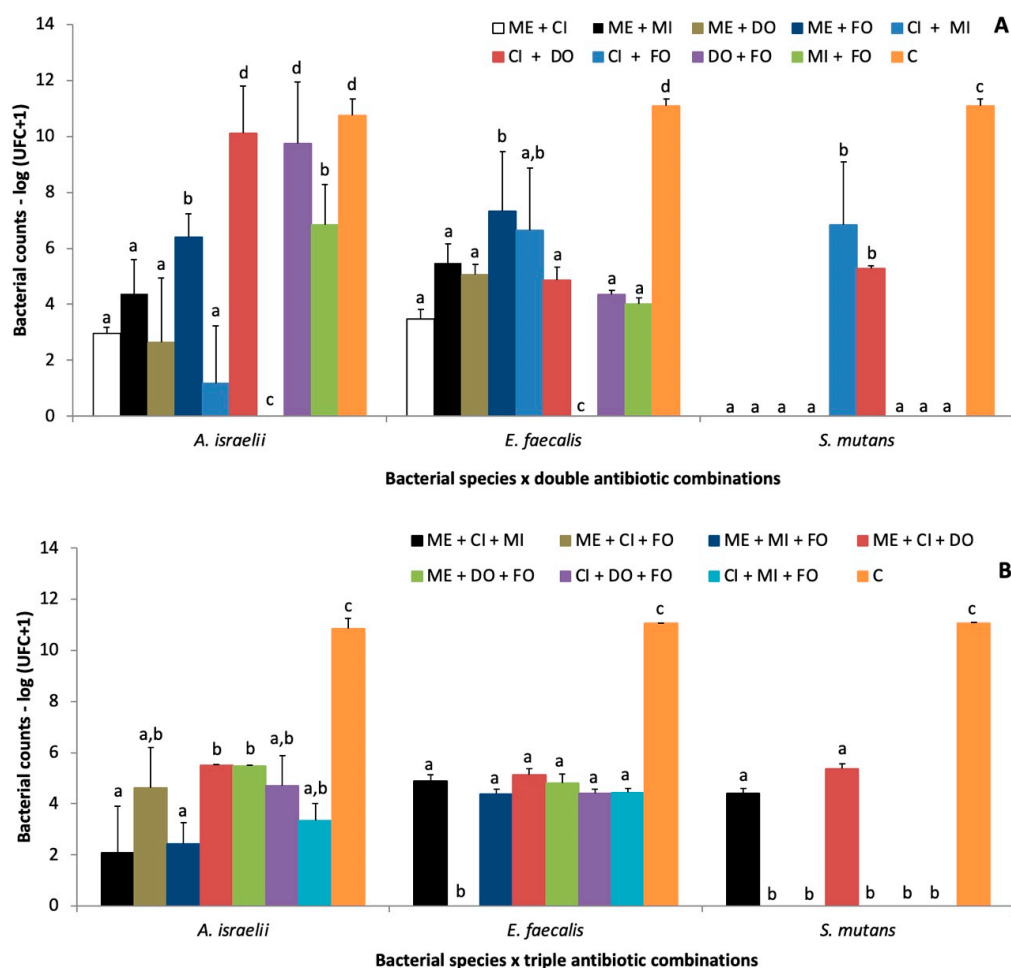 A
ME + CI ME + MI ME + DO ME + FO CI + MI
CI + DO CI + FO DO + FO MI + FO C
Bacterial counts - log (UFC+1)
14
12
10
8
6
4
2
0
a a a b a d c d b d
a a a b a,b a c a a d
a a a a b b a a a c
A. israelii E. faecalis S. mutans
Bacterial species x double antibiotic combinations
B
ME + CI + MI ME + CI + FO ME + MI + FO ME + CI + DO
ME + DO + FO CI + DO + FO CI + MI + FO C
Bacterial counts - log (UFC+1)
14
12
10
8
6
4
2
0
a a,b a b b a,b a,b c
a b a a a a a c
a b b a b b b c
A. israelii E. faecalis S. mutans
Bacterial species x triple antibiotic combinations